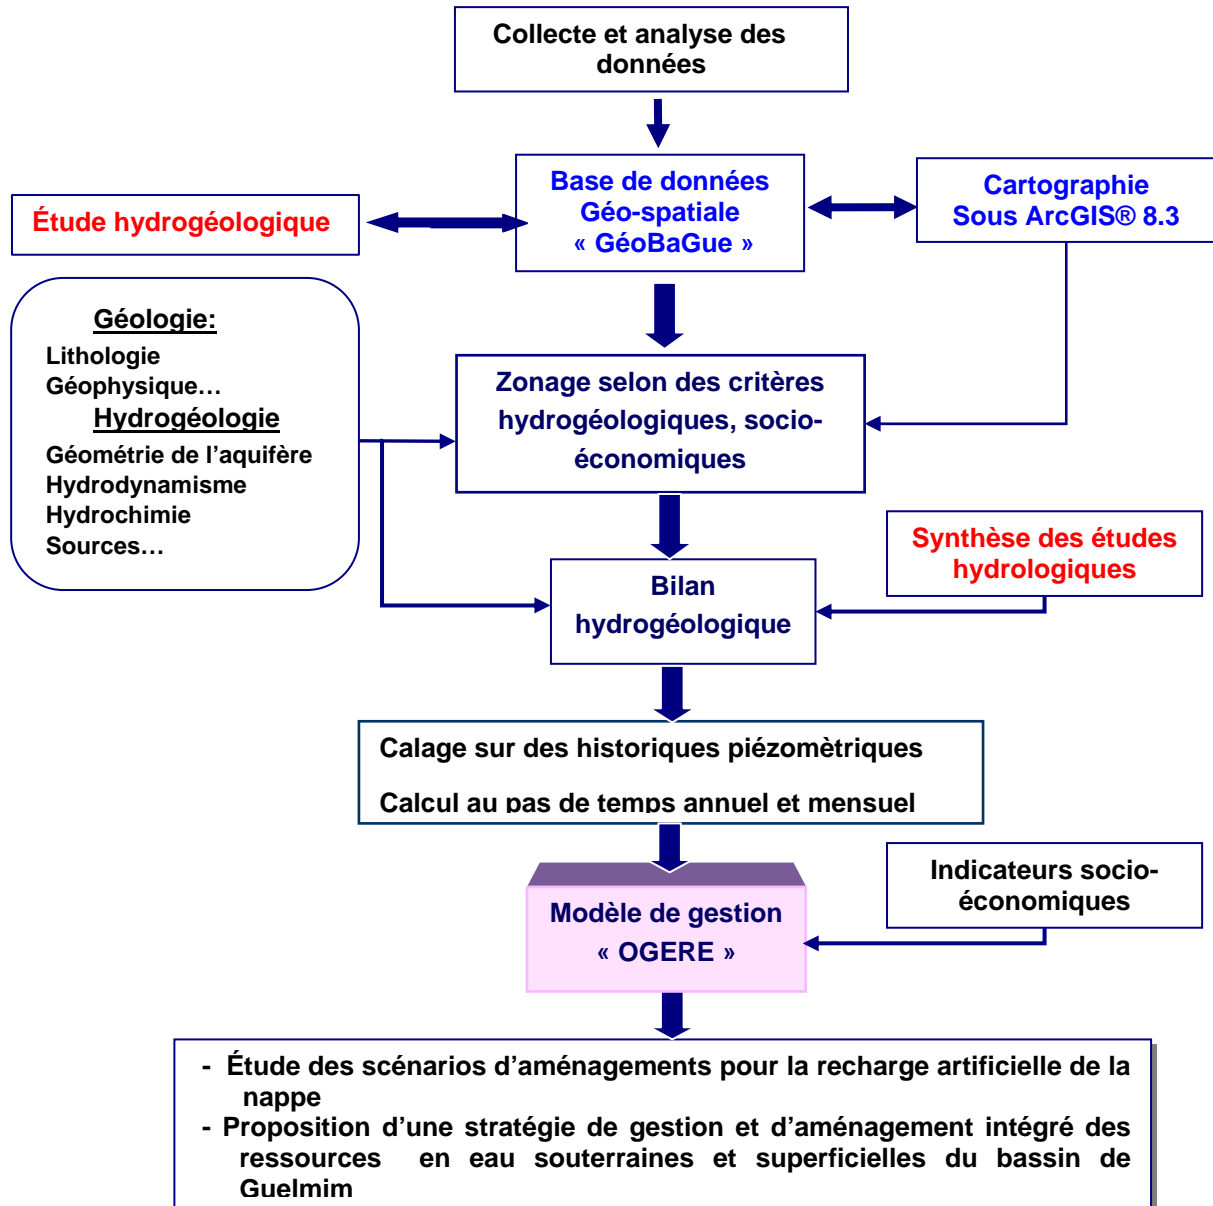 Collecte et analyse des
données
Base de données
Géo-spatiale
« GéoBaGue »
Cartographie
Sous ArcGIS® 8.3
Étude hydrogéologique
Géologie:
Lithologie
Géophysique…
Hydrogéologie
Géométrie de l’aquifère
Hydrodynamisme
Hydrochimie
Sources…
Zonage selon des critères
hydrogéologiques, socio-
économiques
Synthèse des études
hydrologiques
Bilan
hydrogéologique
Calage sur des historiques piézomètriques
Calcul au pas de temps annuel et mensuel
Indicateurs socio-
économiques
Modèle de gestion
« OGERE »
- Étude des scénarios d’aménagements pour la recharge artificielle de la
nappe
- Proposition d’une stratégie de gestion et d’aménagement intégré des
ressources en eau souterraines et superficielles du bassin de
Guelmim